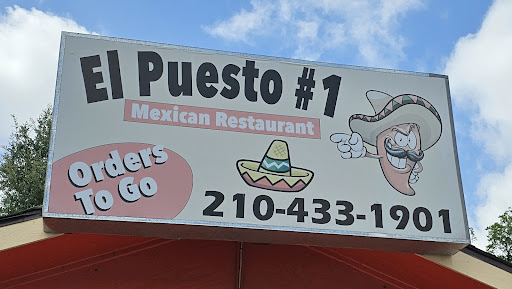 El Puesto #1
Mexican Restaurant
Orders
To Go
210-433-1901